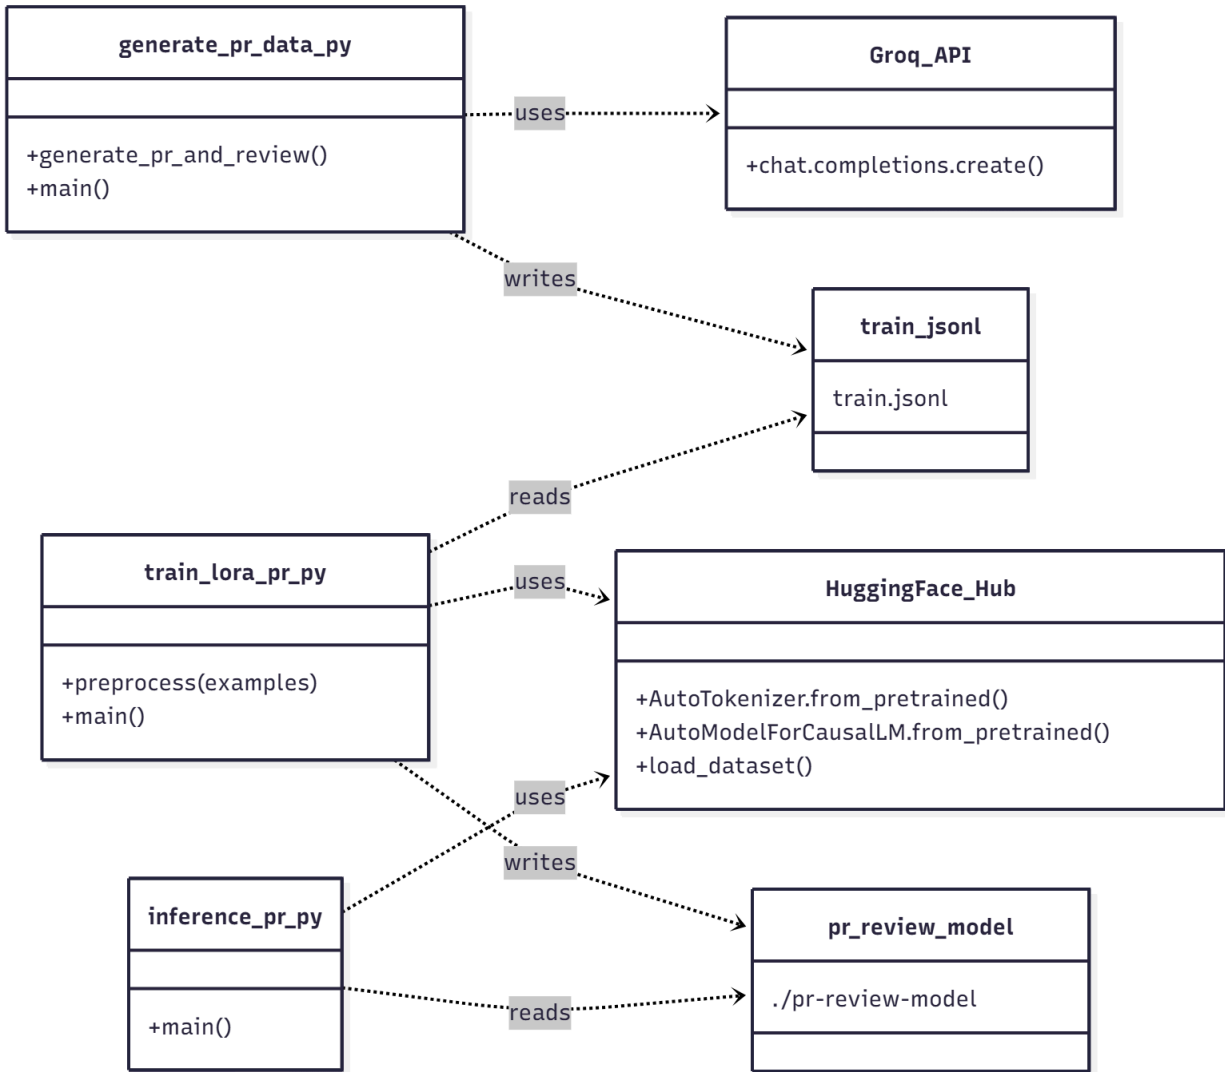 generate_pr_data_py
+generate_pr_and_review()
+main()
uses
Groq_API
+chat.completions.create()
writes
train_jsonl
train.jsonl
reads
train_lora_pr_py
+preprocess(examples)
+main()
uses
HuggingFace_Hub
+AutoTokenizer.from_pretrained()
+AutoModelForCausalLM.from_pretrained()
+load_dataset()
uses
writes
inference_pr_py
+main()
reads
pr_review_model
./pr-review-model